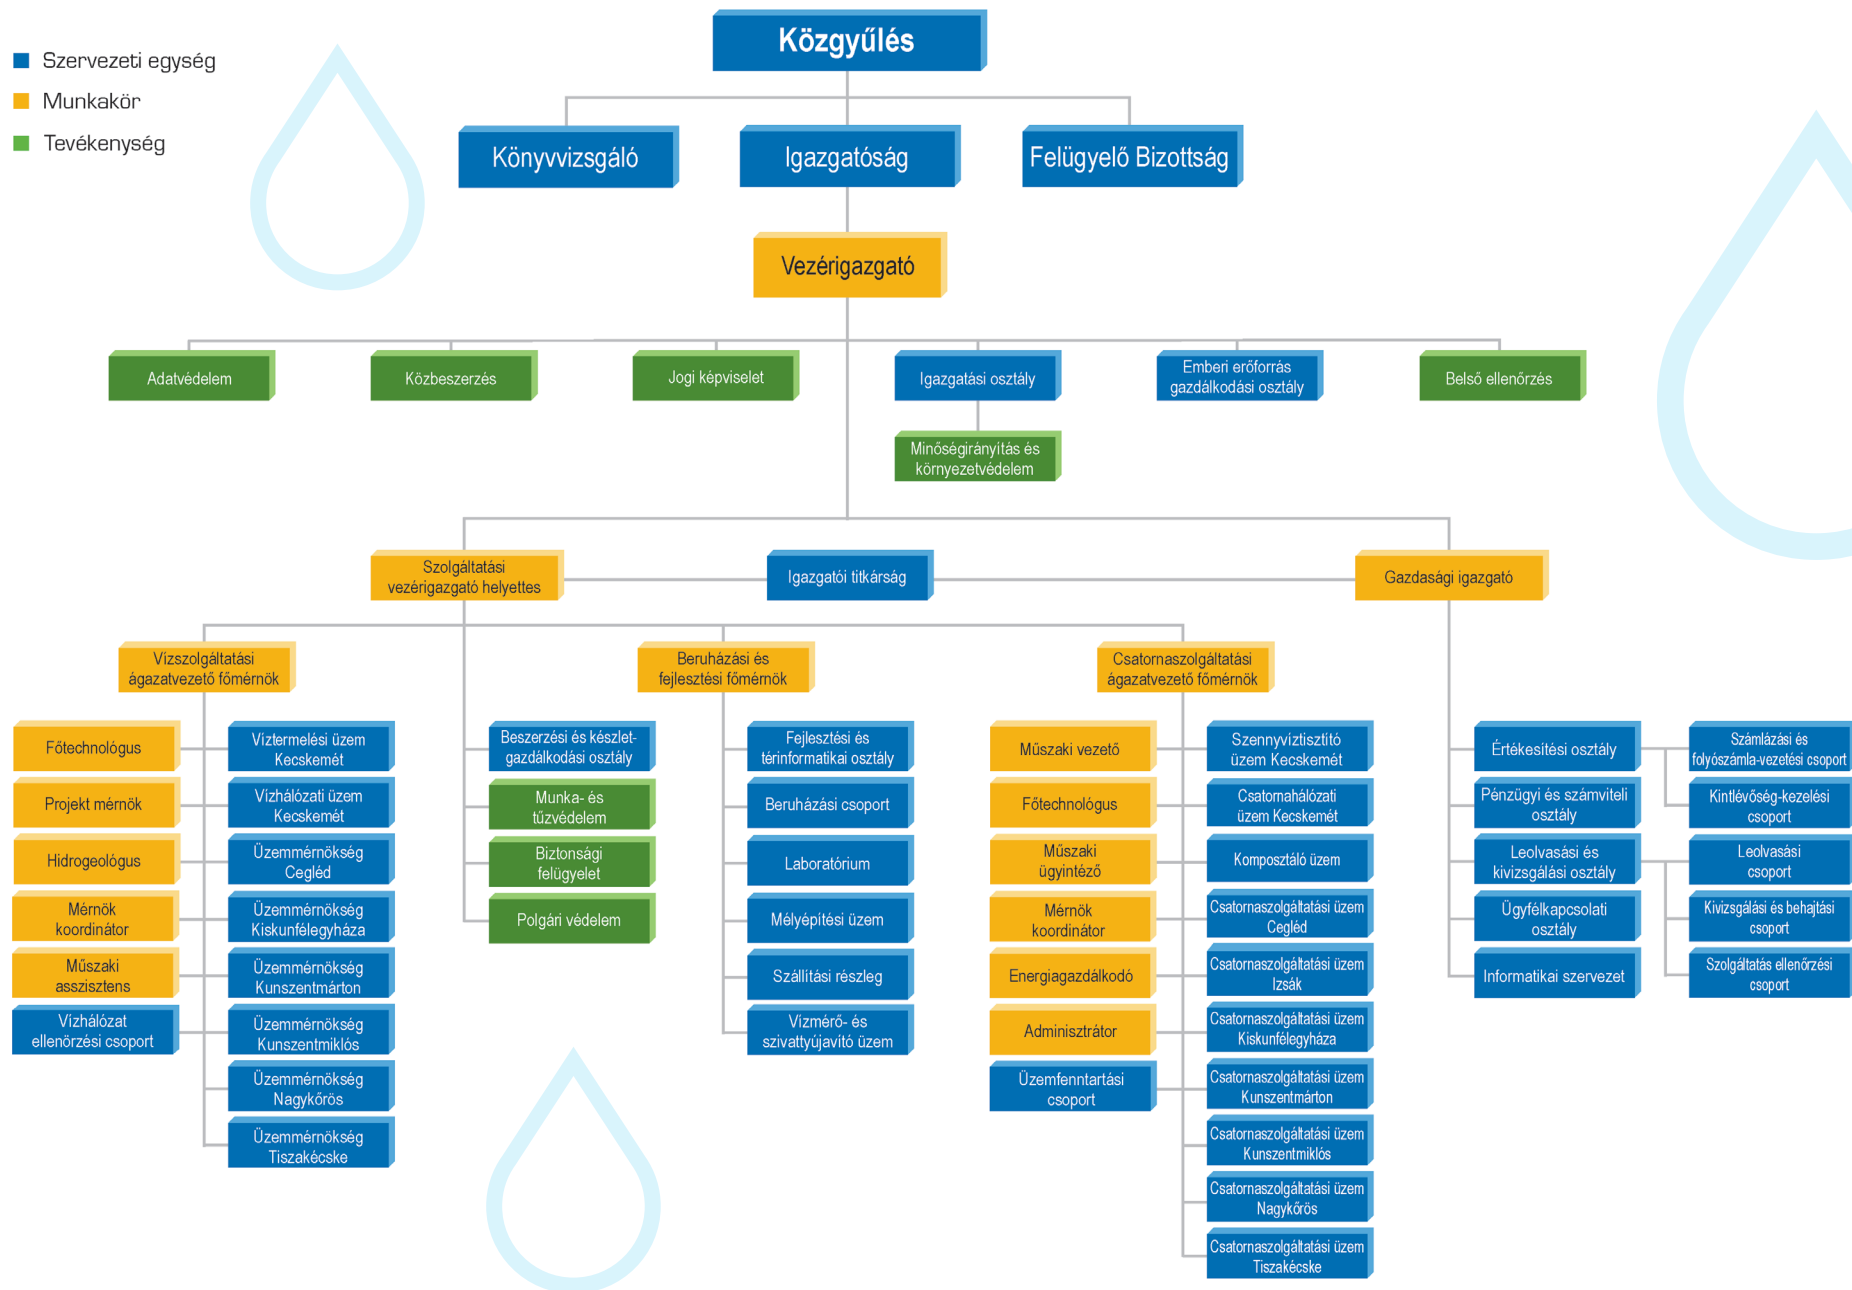 Közgyűlés
Szervezeti egység
Munkakör
Tevékenység
Könyvvizsgáló
Igazgatóság
Felügyelő Bizottság
Vezérigazgató
Adatvédelem
Közbeszerzés
Jogi képviselet
Igazgatási osztály
Emberi erőforrás
gazdálkodási osztály
Belső ellenőrzés
Minőségirányítás és
környezetvédelem
Szolgáltatási
vezérigazgató helyettes
Igazgatói titkárság
Gazdasági igazgató
Vízszolgáltatási
ágazatvezető főmérnök
Beruházási és
fejlesztési főmérnök
Csatornaszolgáltatási
ágazatvezető főmérnök
Főtechnológus
Projekt mérnök
Hidrogeológus
Mérnök
koordinátor
Műszaki
asszisztens
Vízhálózat
ellenőrzési csoport
Víztermelési üzem
Kecskemét
Vízhálózati üzem
Kecskemét
Üzemmérnökség
Cegléd
Üzemmérnökség
Kiskunfélegyháza
Üzemmérnökség
Kunszentmárton
Üzemmérnökség
Kunszentmiklós
Üzemmérnökség
Nagykőrös
Üzemmérnökség
Tiszakécske
Beszerzési és készlet-
gazdálkodási osztály
Munka- és
tűzvédelem
Biztonsági
felügyelet
Polgári védelem
Fejlesztési és
térinformatikai osztály
Beruházási csoport
Laboratórium
Mélyépítési üzem
Szállítási részleg
Vízmérő- és
szivattyújavító üzem
Műszaki vezető
Főtechnológus
Műszaki
ügyintéző
Mérnök
koordinátor
Energiagazdálkodó
Adminisztrátor
Üzemfenntartási
csoport
Szennyvíztisztító
üzem Kecskemét
Csatornahálózati
üzem Kecskemét
Komposztáló üzem
Csatornaszolgáltatási üzem
Cegléd
Csatornaszolgáltatási üzem
Izsák
Csatornaszolgáltatási üzem
Kiskunfélegyháza
Csatornaszolgáltatási üzem
Kunszentmárton
Csatornaszolgáltatási üzem
Kunszentmiklós
Csatornaszolgáltatási üzem
Nagykőrös
Csatornaszolgáltatási üzem
Tiszakécske
Értékesítési osztály
Pénzügyi és számviteli
osztály
Leolvasási és
kivizsgálási osztály
Ügyfélkapcsolati
osztály
Informatikai szervezet
Számlázási és
folyószámla-vezetési csoport
Kintlévőség-kezelési
csoport
Leolvasási
csoport
Kivizsgálási és behajtási
csoport
Szolgáltatás ellenőrzési
csoport